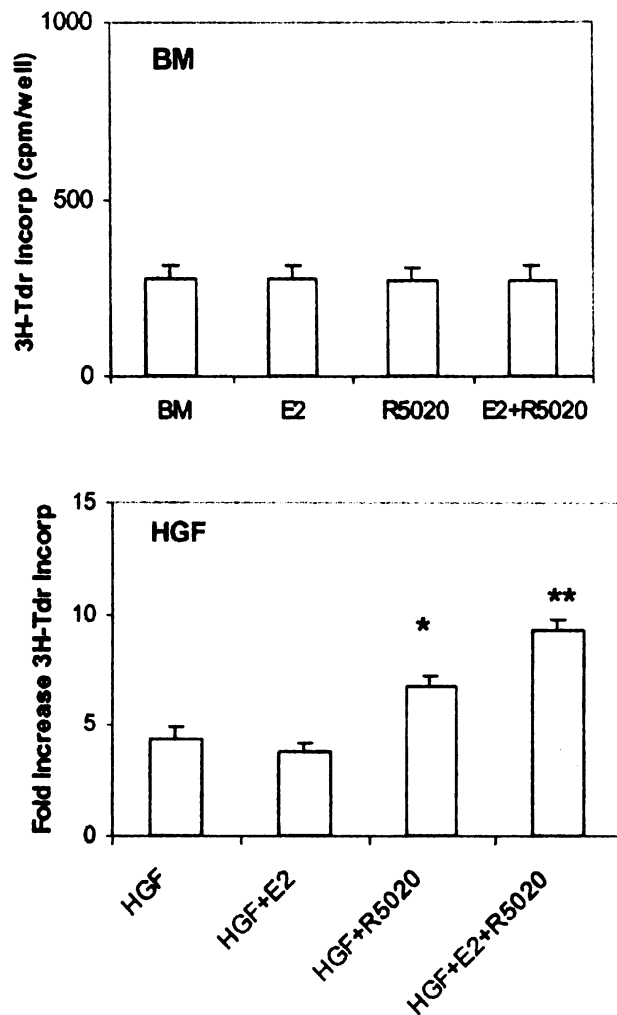 1000
BM
500
0
3H-Tdr Incorp (cpm/well)
BM E2 R5020 E2+R5020
15
HGF
10
5
0
Fold Increase 3H-Tdr Incorp
*
**
HGF
HGF+E2
HGF+R5020
HGF+E2+R5020